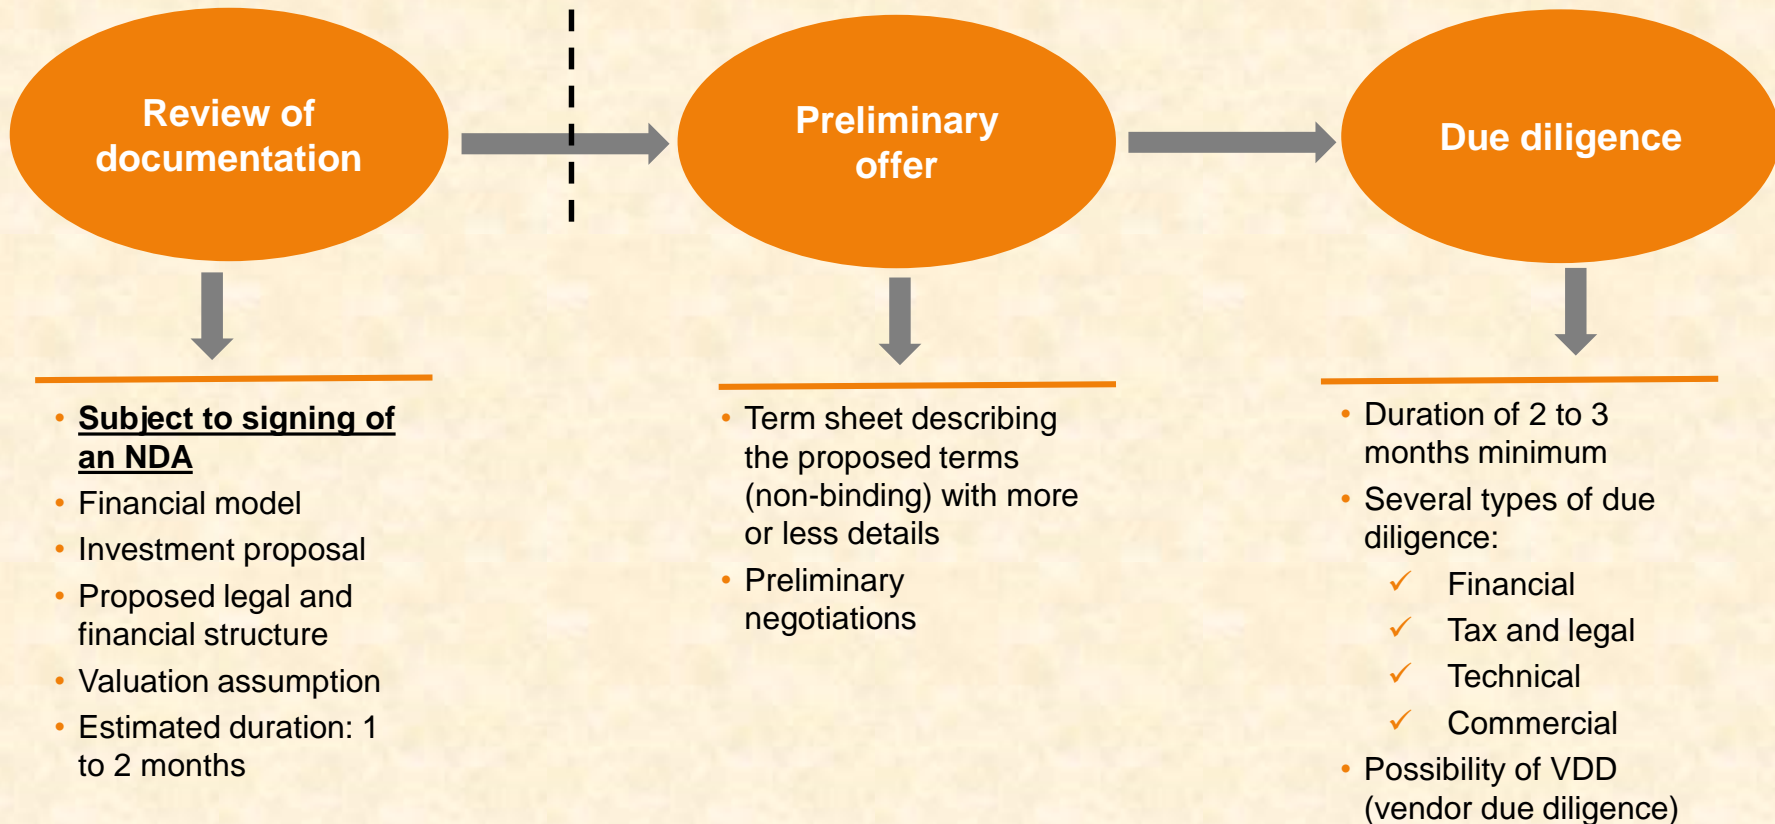 Review of
documentation
Preliminary
offer
Due diligence
• Subject to signing of
an NDA
• Financial model
• Investment proposal
• Proposed legal and
financial structure
• Valuation assumption
• Estimated duration: 1
to 2 months
• Term sheet describing
the proposed terms
(non-binding) with more
or less details
• Preliminary
negotiations
• Duration of 2 to 3
months minimum
• Several types of due
diligence:
✓ Financial
✓ Tax and legal
✓ Technical
✓ Commercial
• Possibility of VDD
(vendor due diligence)